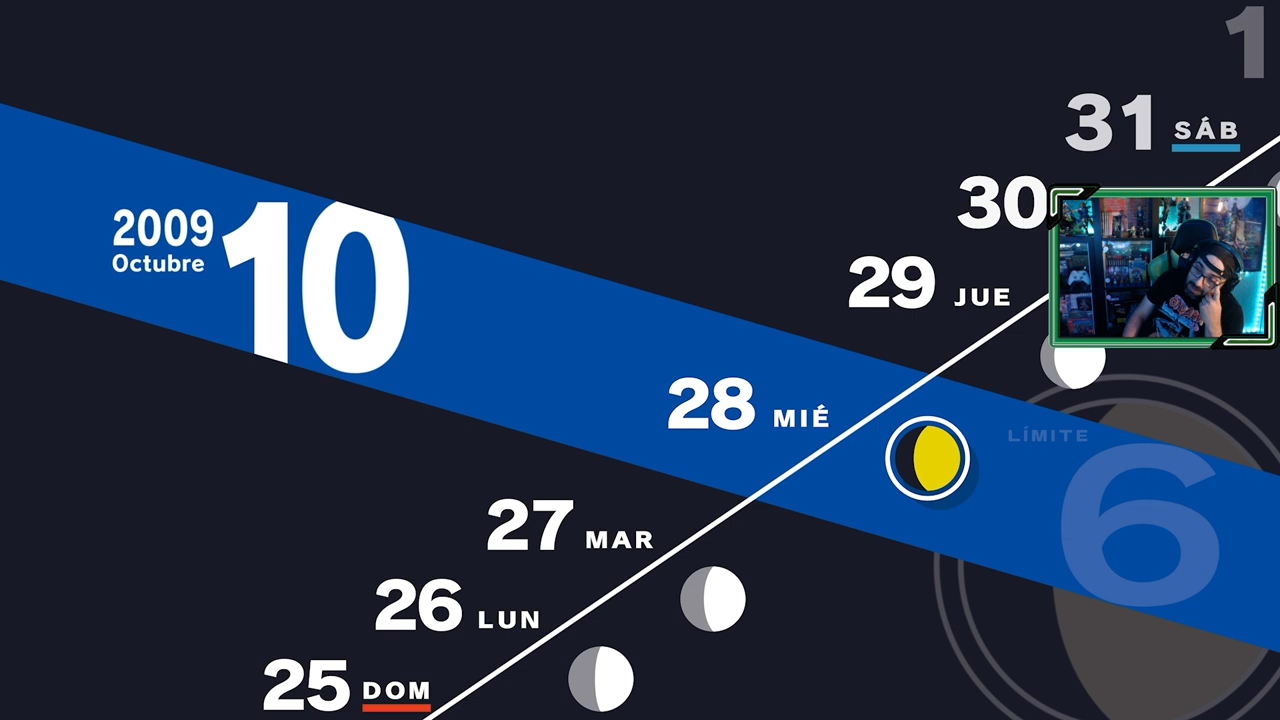 1
31 SÁB
30
2009
Octubre
10
29 JUE
28 MIÉ
LÍMITE
6
27 MAR
26 LUN
25 DOM